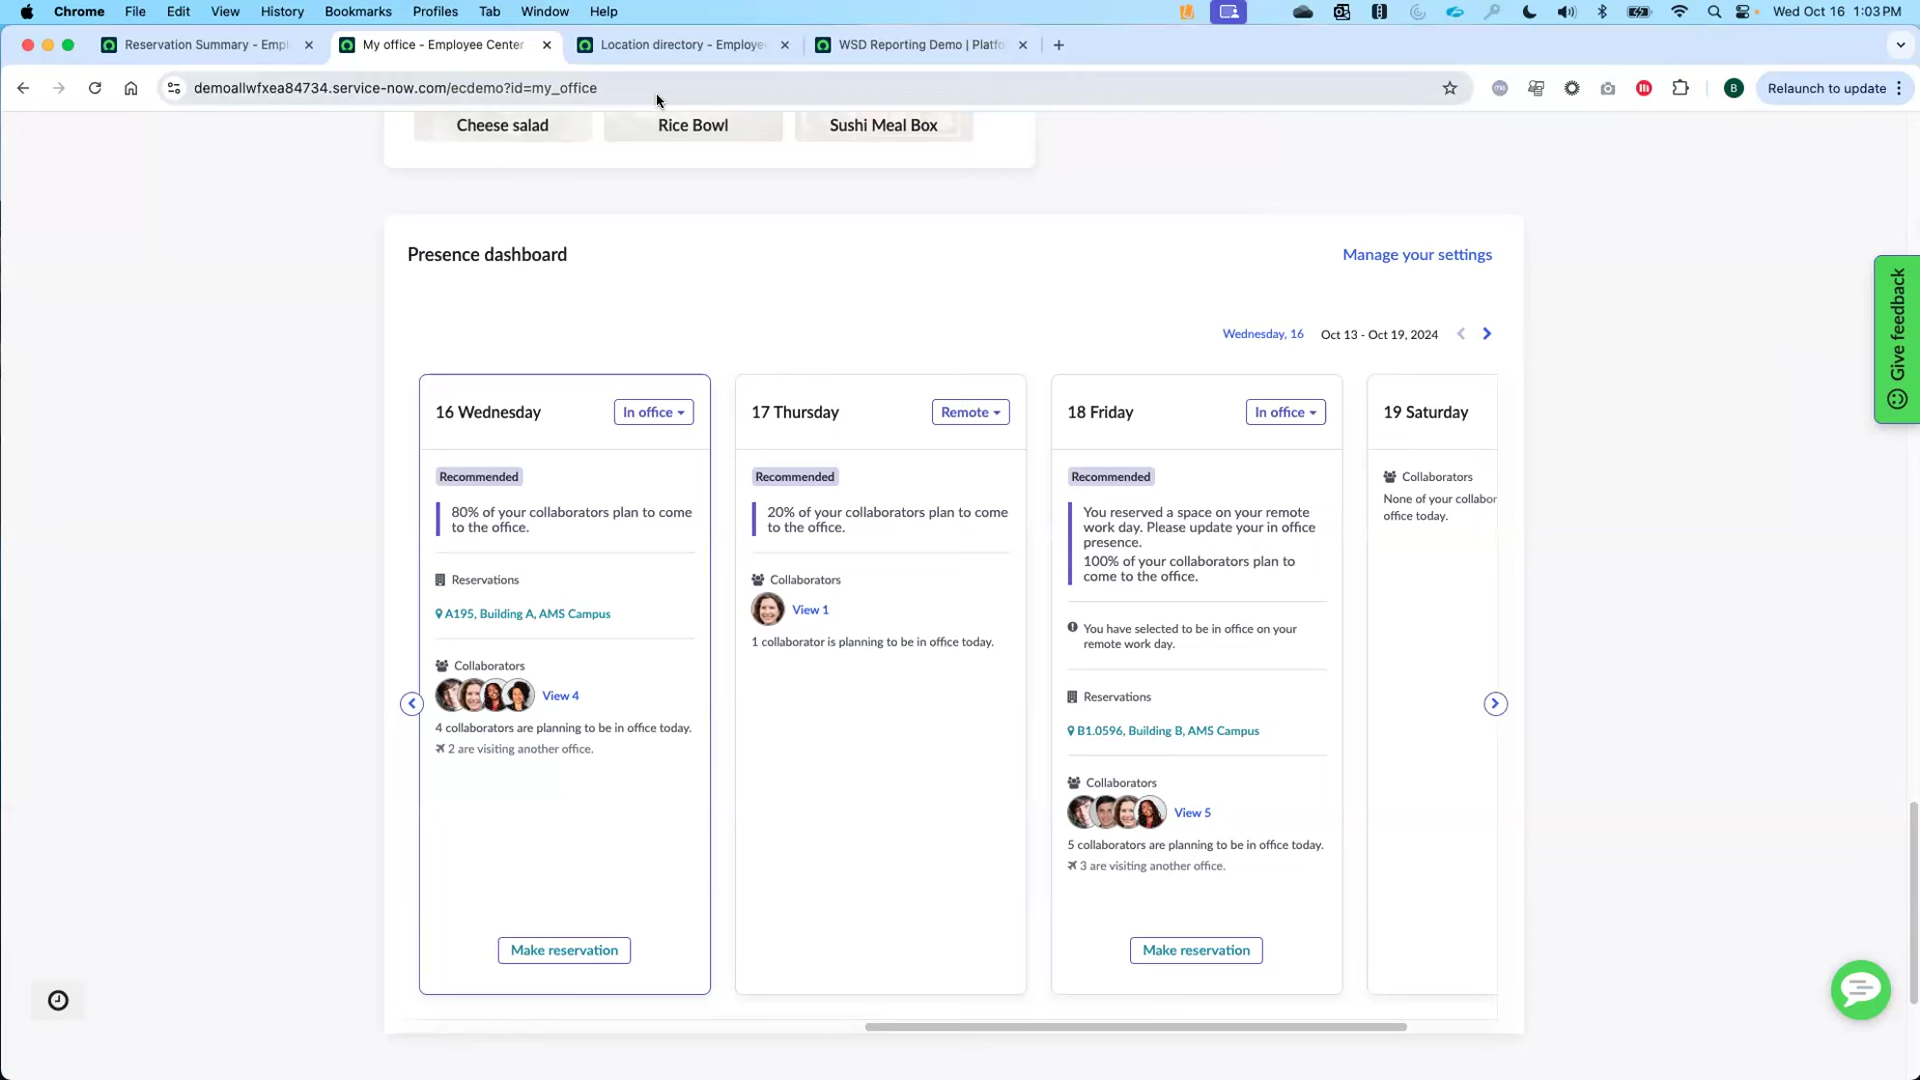 Chrome File Edit View History Bookmarks Profiles Tab Window Help Wed Oct 16 1:03 PM
Reservation Summary - Empl My office - Employee Center Location directory - Employe WSD Reporting Demo | Platfo
demoallwfxea84734.service-now.com/ecdemo?id=my_office B Relaunch to update
Cheese salad Rice Bowl Sushi Meal Box
Presence dashboard Manage your settings
Give feedback
Wednesday, 16 Oct 13 - Oct 19, 2024
16 Wednesday In office
Recommended
80% of your collaborators plan to come
to the office.
Reservations
A195, Building A, AMS Campus
Collaborators
View 4
4 collaborators are planning to be in office today.
2 are visiting another office.
Make reservation
17 Thursday Remote
Recommended
20% of your collaborators plan to come
to the office.
Collaborators
View 1
1 collaborator is planning to be in office today.
18 Friday In office
Recommended
You reserved a space on your remote
work day. Please update your in office
presence.
100% of your collaborators plan to
come to the office.
You have selected to be in office on your
remote work day.
Reservations
B1.0596, Building B, AMS Campus
Collaborators
View 5
5 collaborators are planning to be in office today.
3 are visiting another office.
Make reservation
19 Saturday
Collaborators
None of your collabor
office today.